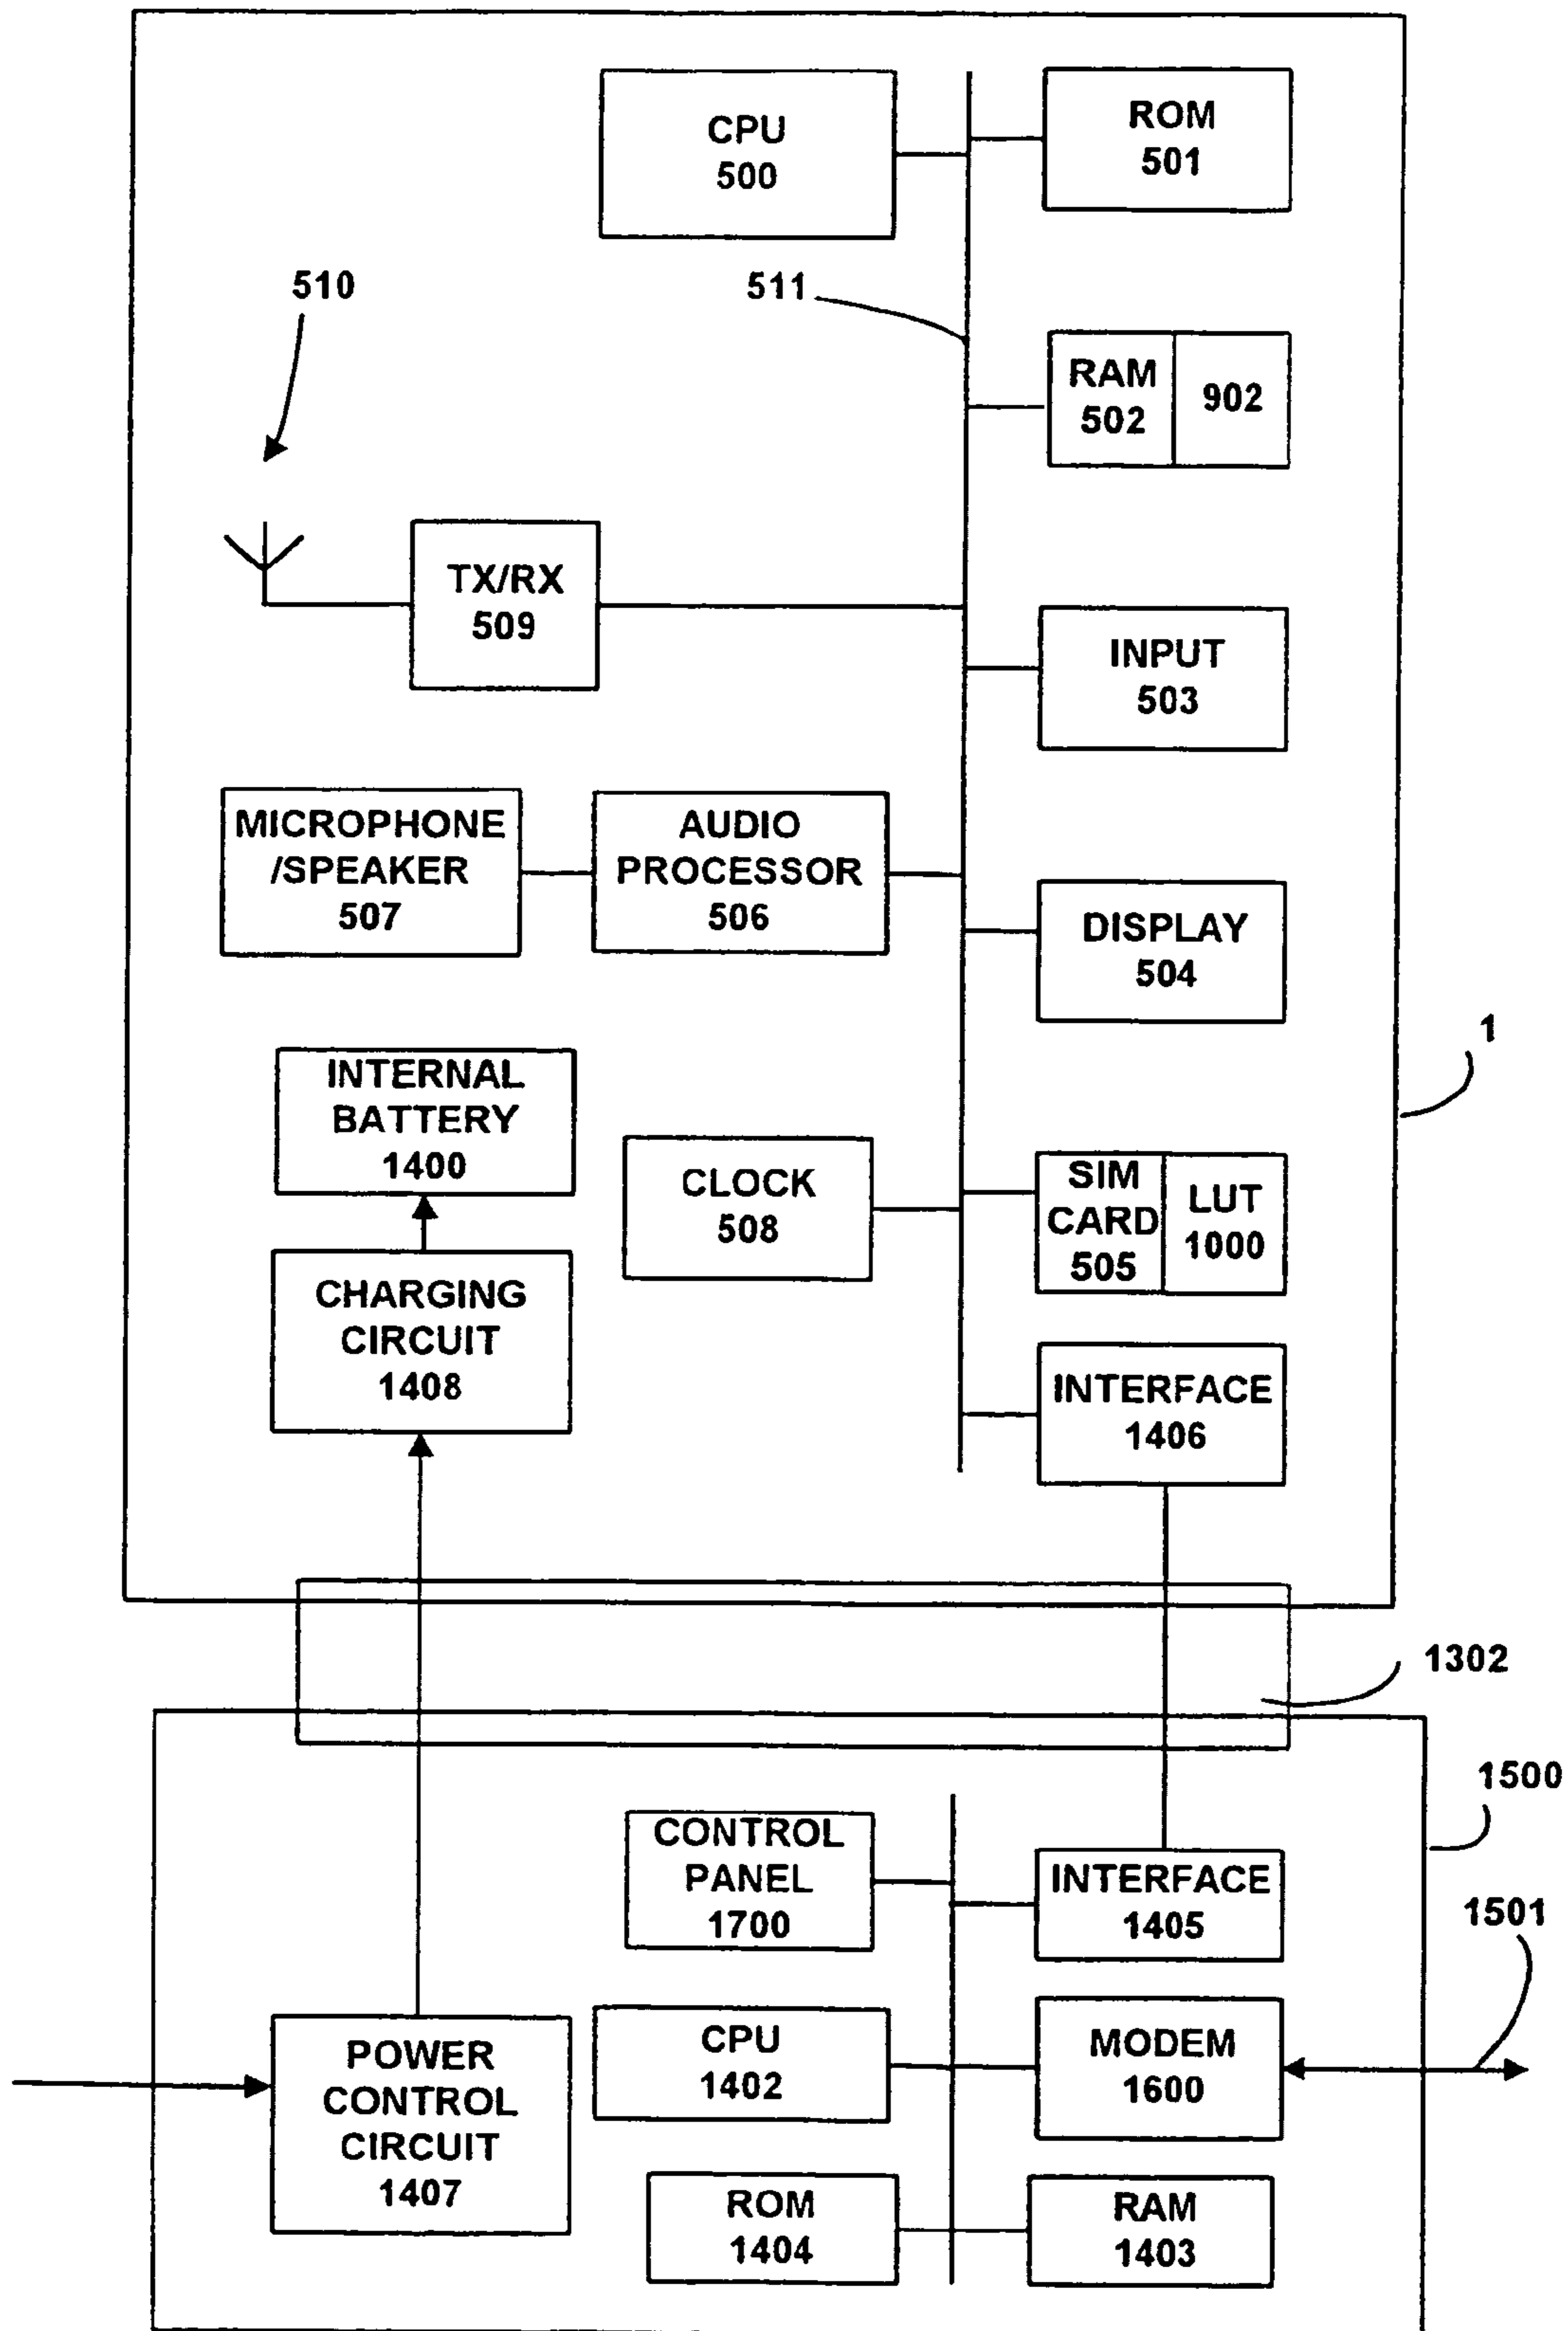 CPU
500
ROM
501
510
511
RAM
502
902
TX/RX
509
INPUT
503
MICROPHONE
/SPEAKER
507
AUDIO
PROCESSOR
506
DISPLAY
504
1
INTERNAL
BATTERY
1400
CLOCK
508
SIM
CARD
505
LUT
1000
CHARGING
CIRCUIT
1408
INTERFACE
1406
1302
1500
CONTROL
PANEL
1700
INTERFACE
1405
1501
POWER
CONTROL
CIRCUIT
1407
CPU
1402
MODEM
1600
ROM
1404
RAM
1403